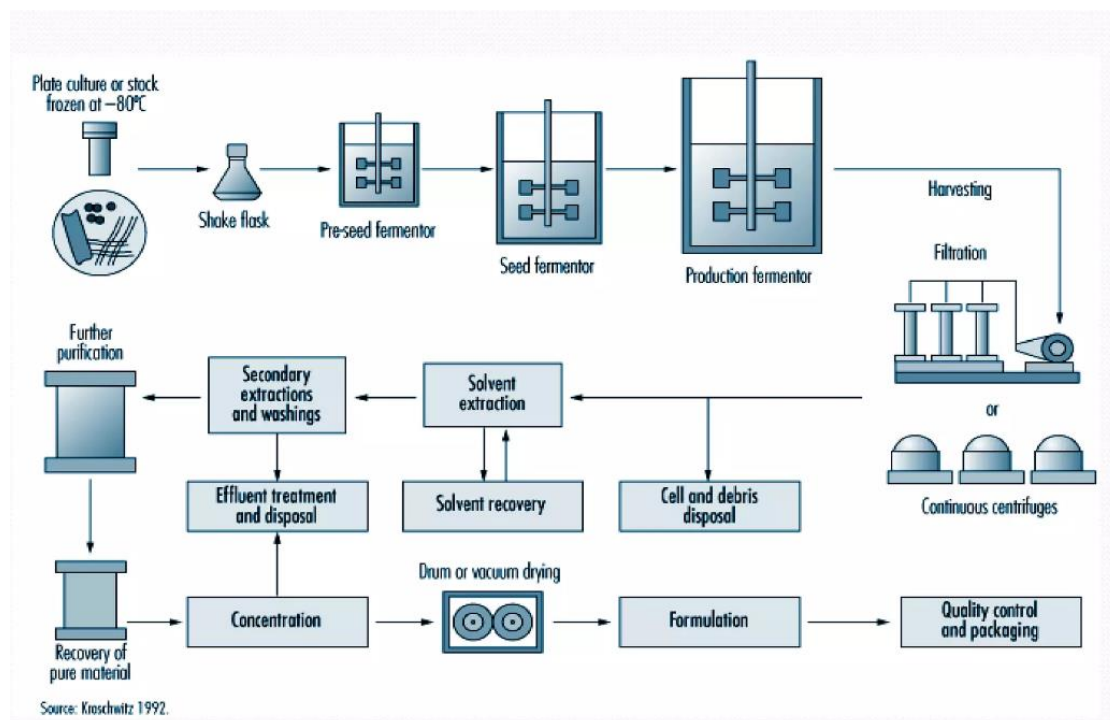 Plate culture or stock
frozen at –80ºC
Shake flask
Pre-seed fermentor
Seed fermentor
Production fermentor
Harvesting
Filtration
or
Continuous centrifuges
Further
purification
Secondary
extractions
and washings
Solvent
extraction
Effluent treatment
and disposal
Solvent recovery
Cell and debris
disposal
Recovery of
pure material
Concentration
Drum or vacuum drying
Formulation
Quality control
and packaging
Source: Kroschwitz 1992.